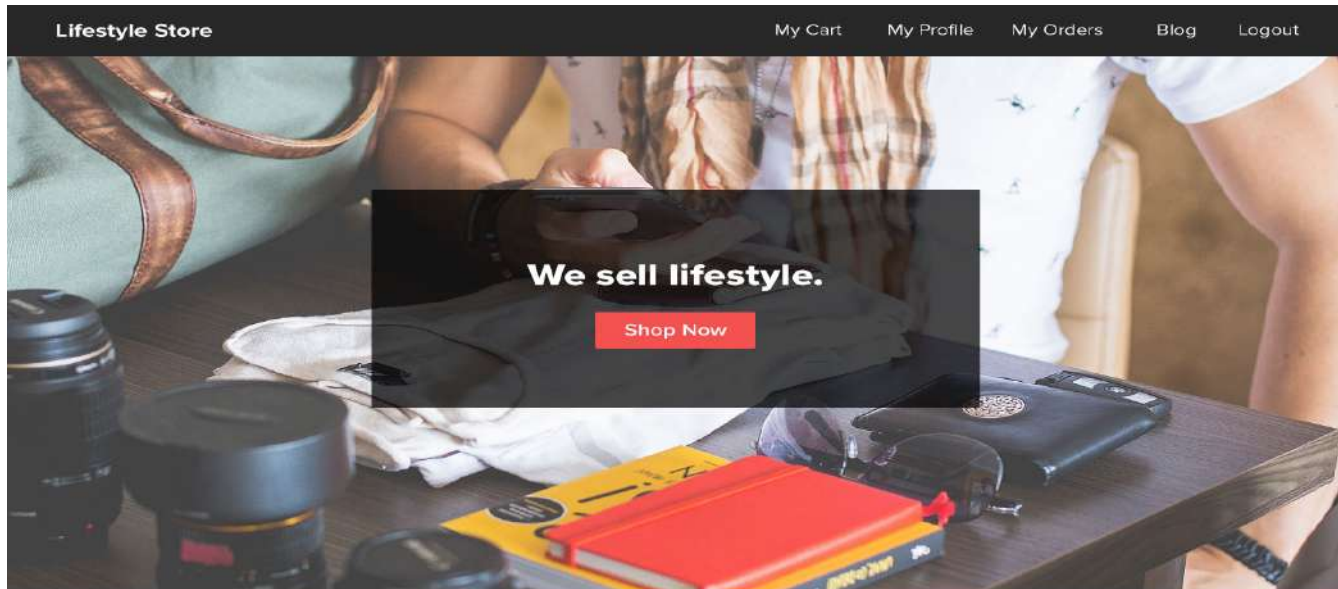 Lifestyle Store
My Cart
My Profile
My Orders
Blog
Logout
We sell lifestyle.
Shop Now